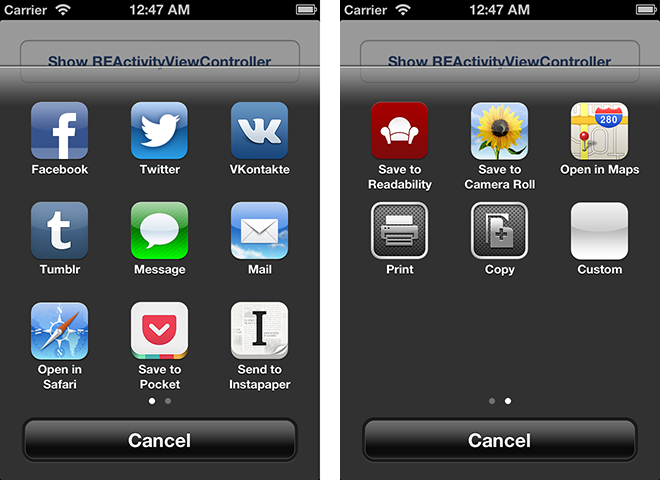 Carrier 12:47 AM
Show REActivityViewController
Facebook Twitter VKontakte
Tumblr Message Mail
Open in Safari
Save to Pocket
Send to Instapaper
Cancel
Carrier 12:47 AM
Show REActivityViewController
Save to Readability
Save to Camera Roll
280
Open in Maps
Print Copy Custom
Cancel